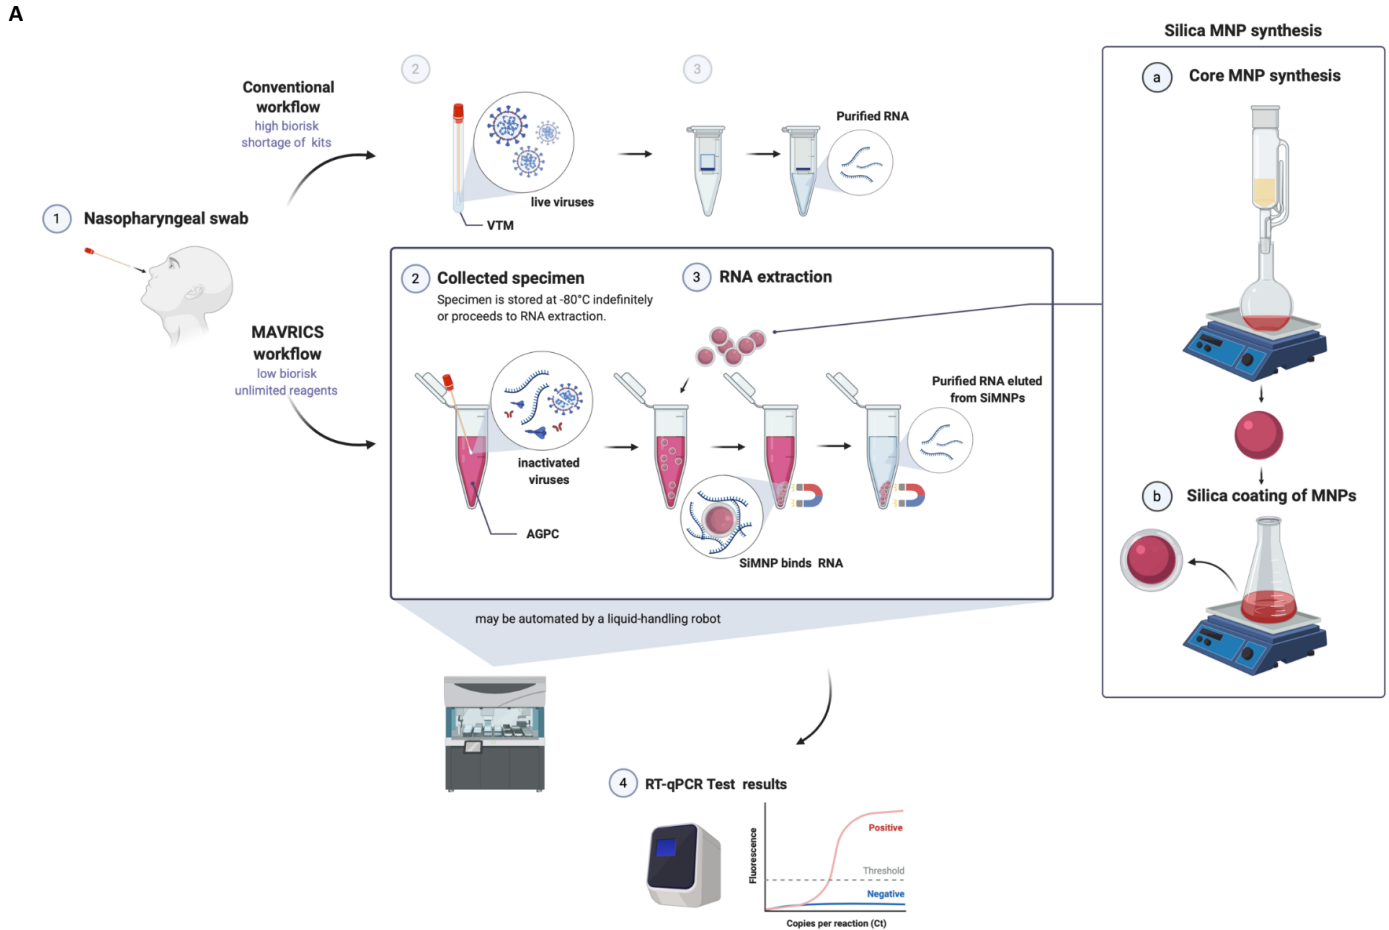 A
Silica MNP synthesis
2
3
a
Core MNP synthesis
Conventional
workflow
high biorisk
shortage of kits
Purified RNA
live viruses
VTM
1
Nasopharyngeal swab
2
Collected specimen
Specimen is stored at -80°C indefinitely
or proceeds to RNA extraction.
3
RNA extraction
MAVRICS
workflow
low biorisk
unlimited reagents
Purified RNA eluted
from SiMNPs
inactivated
viruses
AGPC
SiMNP binds RNA
b
Silica coating of MNPs
may be automated by a liquid-handling robot
4
RT-qPCR Test results
Fluorescence
Positive
Threshold
Negative
Copies per reaction (Ct)